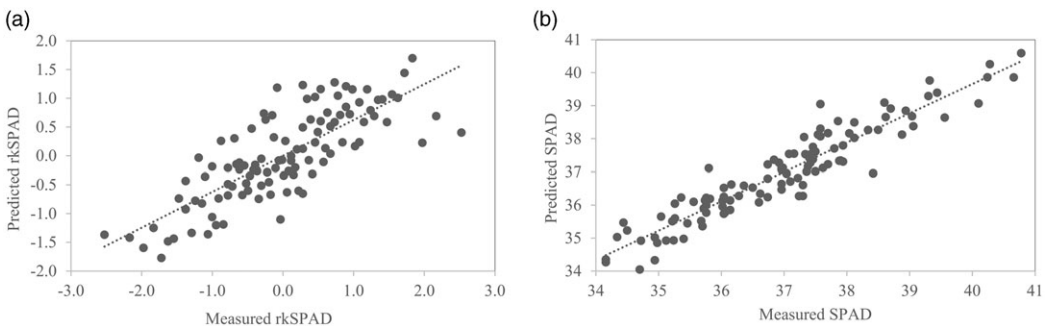 (a)
Predicted rkSPAD
2.0
1.5
1.0
0.5
0.0
-0.5
-1.0
-1.5
-2.0
-3.0 -2.0 -1.0 0.0 1.0 2.0 3.0
Measured rkSPAD
(b)
Predicted SPAD
41
40
39
38
37
36
35
34
34 35 36 37 38 39 40 41
Measured SPAD